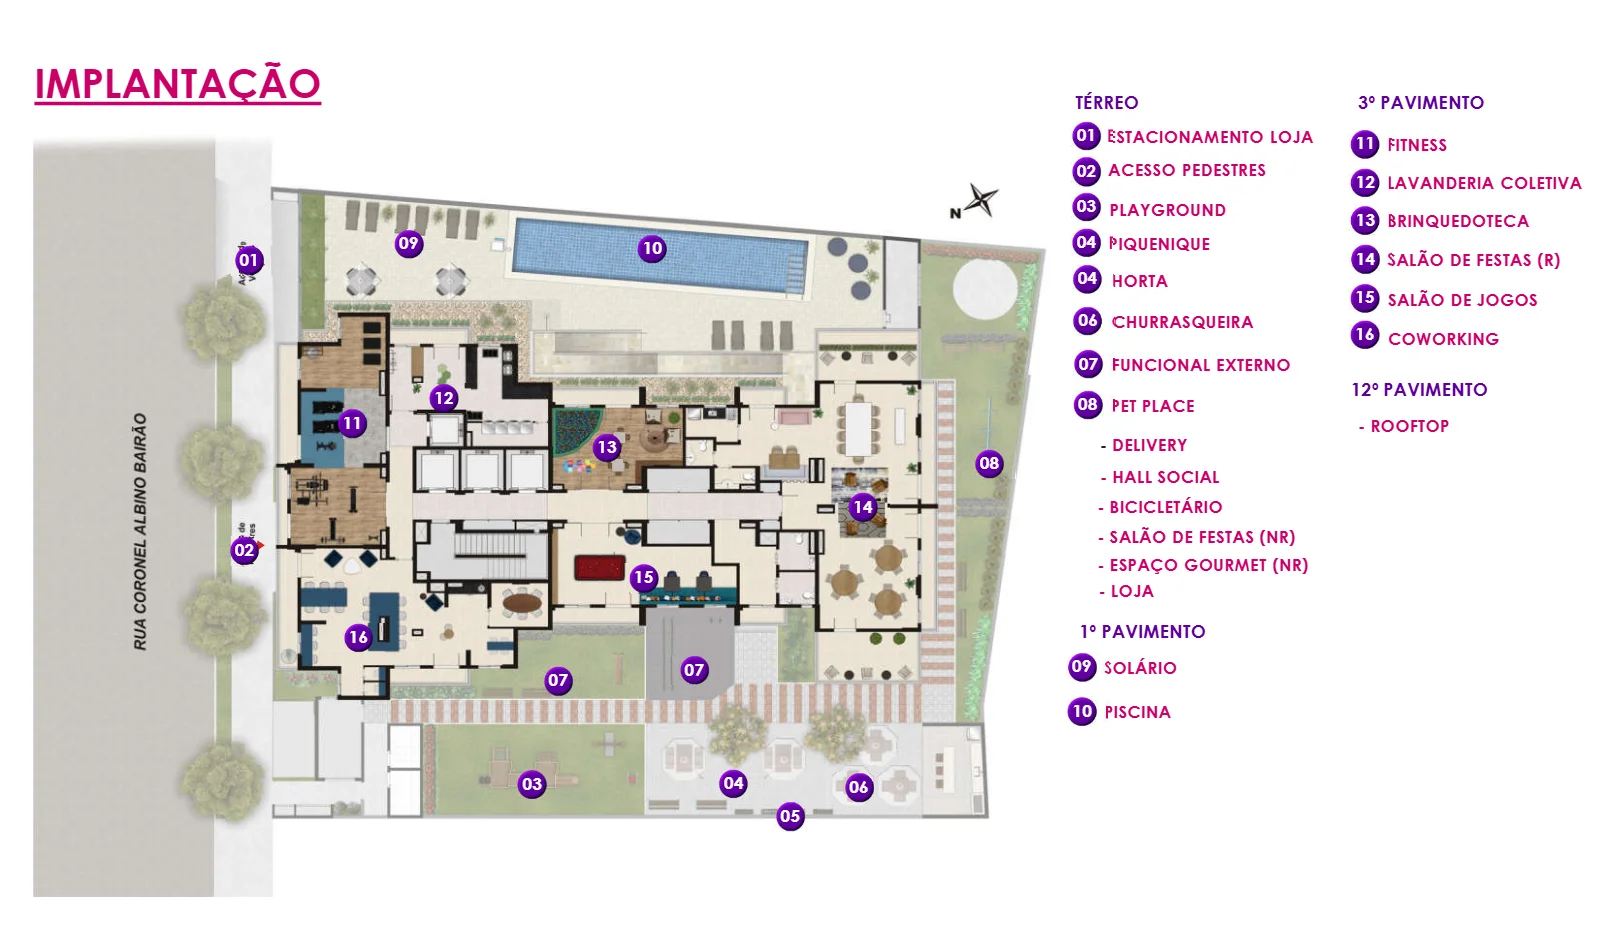 IMPLANTAÇÃO
TÉRREO
01 ESTACIONAMENTO LOJA
02 ACESSO PEDESTRES
03 PLAYGROUND
04 PIQUENIQUE
04 HORTA
06 CHURRASQUEIRA
07 FUNCIONAL EXTERNO
08 PET PLACE
- DELIVERY
- HALL SOCIAL
- BICICLETÁRIO
- SALÃO DE FESTAS (NR)
- ESPAÇO GOURMET (NR)
- LOJA
1º PAVIMENTO
09 SOLÁRIO
10 PISCINA
3º PAVIMENTO
11 FITNESS
12 LAVANDERIA COLETIVA
13 BRINQUEDOTECA
14 SALÃO DE FESTAS (R)
15 SALÃO DE JOGOS
16 COWORKING
12º PAVIMENTO
- ROOFTOP
N
RUA CORONEL ALBINO BAIRÃO
01
09
10
12
11
13
08
14
02
15
16
07
07
03
04
06
05